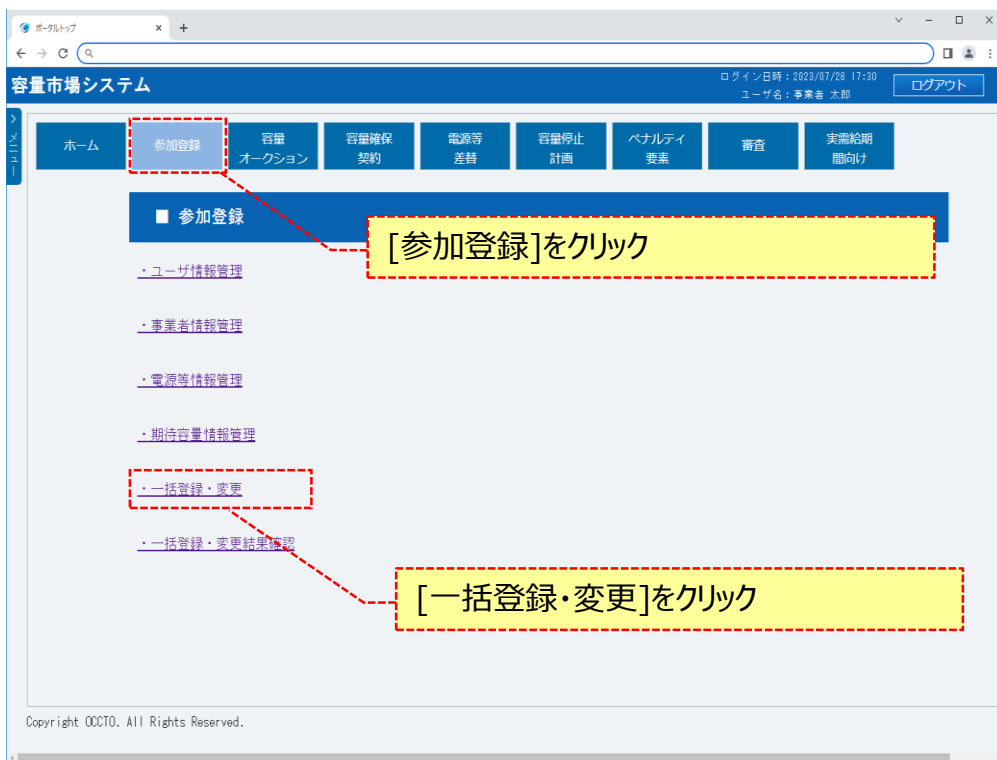 ポータルトップ
容量市場システム
ログイン日時：2023/07/26 17:30
ユーザ名：事業者 太郎
ログアウト
メニュー
ホーム
参加登録
容量
オークション
容量確保
契約
電源等
差替
容量停止
計画
ペナルティ
要素
審査
実需給期
間向け
■ 参加登録
[参加登録]をクリック
・ユーザ情報管理
・事業者情報管理
・電源等情報管理
・期待容量情報管理
・一括登録・変更
・一括登録・変更結果確認
[一括登録・変更]をクリック
Copyright OCCTO. All Rights Reserved.